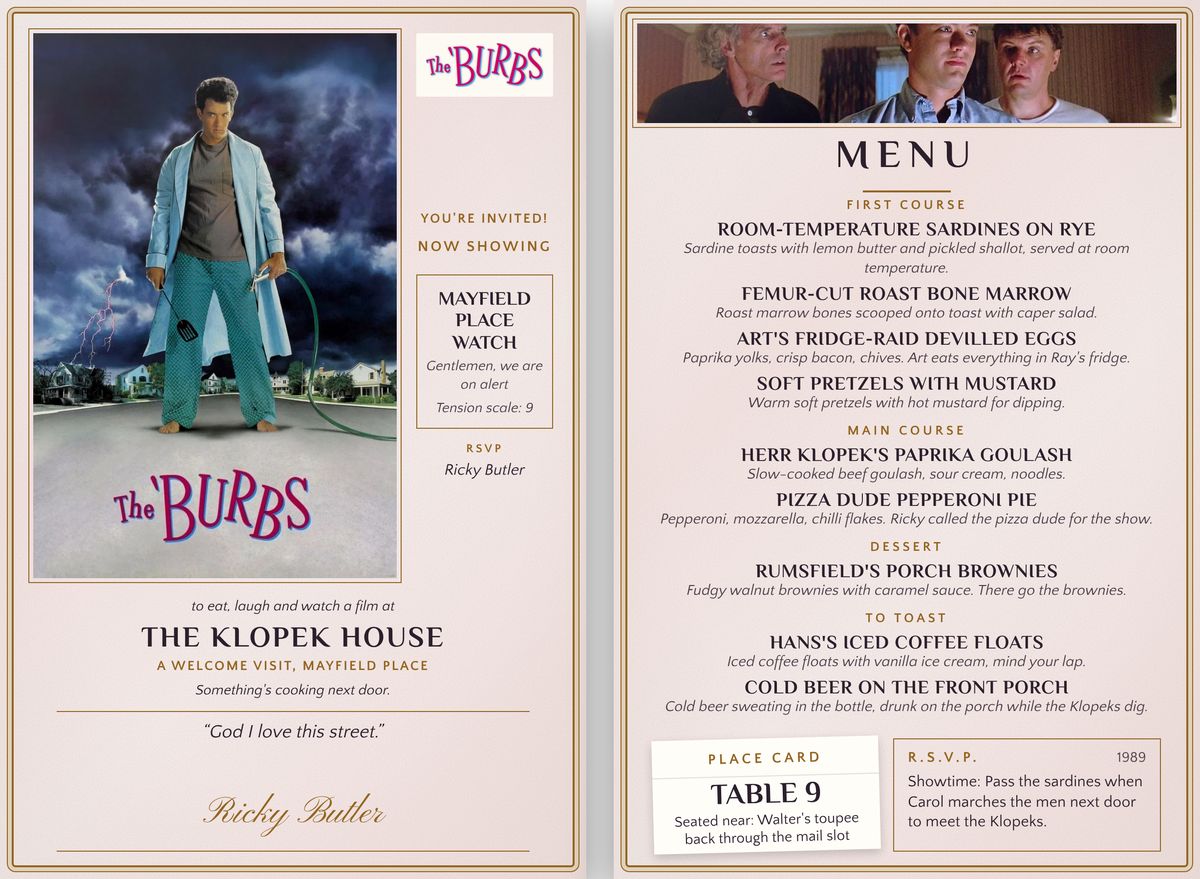 The 'BURBS
The 'BURBS
YOU'RE INVITED!
NOW SHOWING
MAYFIELD
PLACE
WATCH
Gentlemen, we are
on alert
Tension scale: 9
RSVP
Ricky Butler
to eat, laugh and watch a film at
THE KLOPEK HOUSE
A WELCOME VISIT, MAYFIELD PLACE
Something's cooking next door.
“God I love this street.”
Ricky Butler
MENU
FIRST COURSE
ROOM-TEMPERATURE SARDINES ON RYE
Sardine toasts with lemon butter and pickled shallot, served at room
temperature.
FEMUR-CUT ROAST BONE MARROW
Roast marrow bones scooped onto toast with caper salad.
ART'S FRIDGE-RAID DEVILLED EGGS
Paprika yolks, crisp bacon, chives. Art eats everything in Ray's fridge.
SOFT PRETZELS WITH MUSTARD
Warm soft pretzels with hot mustard for dipping.
MAIN COURSE
HERR KLOPEK'S PAPRIKA GOULASH
Slow-cooked beef goulash, sour cream, noodles.
PIZZA DUDE PEPPERONI PIE
Pepperoni, mozzarella, chilli flakes. Ricky called the pizza dude for the show.
DESSERT
RUMSFIELD'S PORCH BROWNIES
Fudgy walnut brownies with caramel sauce. There go the brownies.
TO TOAST
HANS'S ICED COFFEE FLOATS
Iced coffee floats with vanilla ice cream, mind your lap.
COLD BEER ON THE FRONT PORCH
Cold beer sweating in the bottle, drunk on the porch while the Klopeks dig.
PLACE CARD
TABLE 9
Seated near: Walter's toupee
back through the mail slot
R.S.V.P. 1989
Showtime: Pass the sardines when
Carol marches the men next door
to meet the Klopeks.